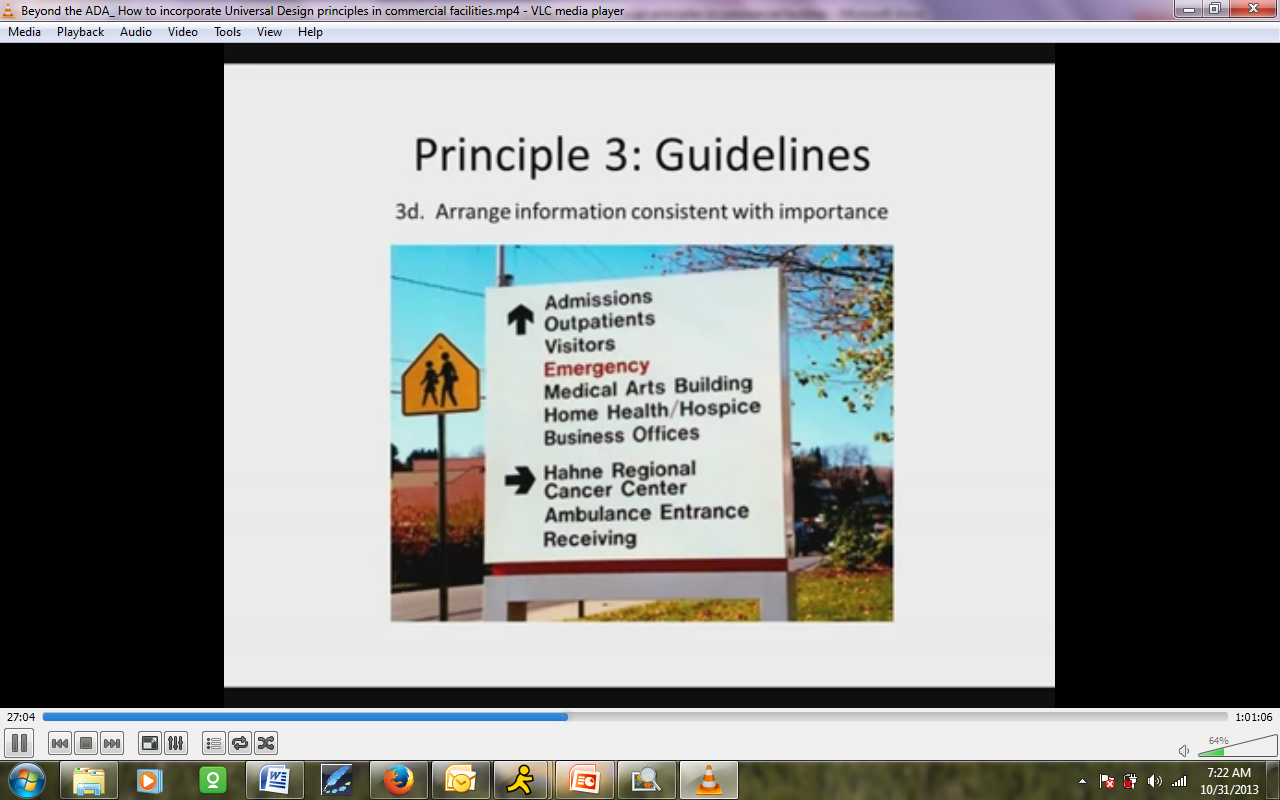 Beyond the ADA_ How to incorporate Universal Design principles in commercial facilities.mp4 - VLC media player
Media Playback Audio Video Tools View Help
Principle 3: Guidelines
3d. Arrange information consistent with importance
Admissions
Outpatients
Visitors
Emergency
Medical Arts Building
Home Health/Hospice
Business Offices
Hahne Regional
Cancer Center
Ambulance Entrance
Receiving
27:04
1:01:06
64%
7:22 AM
10/31/2013